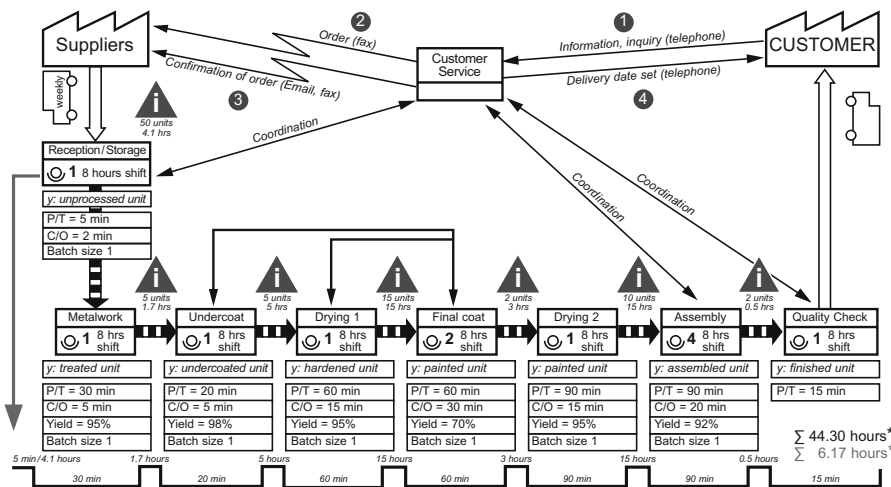 Suppliers
2
Order (fax)
Customer
Service
1
Information, inquiry (telephone)
CUSTOMER
Confirmation of order (Email, fax)
3
Delivery date set (telephone)
4
weekly
i
50 units
4.1 hrs
Coordination
Coordination
Coordination
Reception/Storage
1 8 hours shift
y: unprocessed unit
P/T = 5 min
C/O = 2 min
Batch size 1
i
5 units
1.7 hrs
i
5 units
5 hrs
i
15 units
15 hrs
i
2 units
3 hrs
i
10 units
15 hrs
i
2 units
0.5 hrs
Metalwork
1 8 hrs
shift
y: treated unit
P/T = 30 min
C/O = 5 min
Yield = 95%
Batch size 1
Undercoat
1 8 hrs
shift
y: undercoated unit
P/T = 20 min
C/O = 5 min
Yield = 98%
Batch size 1
Drying 1
1 8 hrs
shift
y: hardened unit
P/T = 60 min
C/O = 15 min
Yield = 95%
Batch size 1
Final coat
2 8 hrs
shift
y: painted unit
P/T = 60 min
C/O = 30 min
Yield = 70%
Batch size 1
Drying 2
1 8 hrs
shift
y: painted unit
P/T = 90 min
C/O = 15 min
Yield = 95%
Batch size 1
Assembly
4 8 hrs
shift
y: assembled unit
P/T = 90 min
C/O = 20 min
Yield = 92%
Batch size 1
Quality Check
1 8 hrs
shift
y: finished unit
P/T = 15 min
∑ 44.30 hours*
∑ 6.17 hours*
5 min/4.1 hours 1.7 hours 5 hours 15 hours 3 hours 15 hours 0.5 hours
30 min 20 min 60 min 60 min 90 min 90 min 15 min